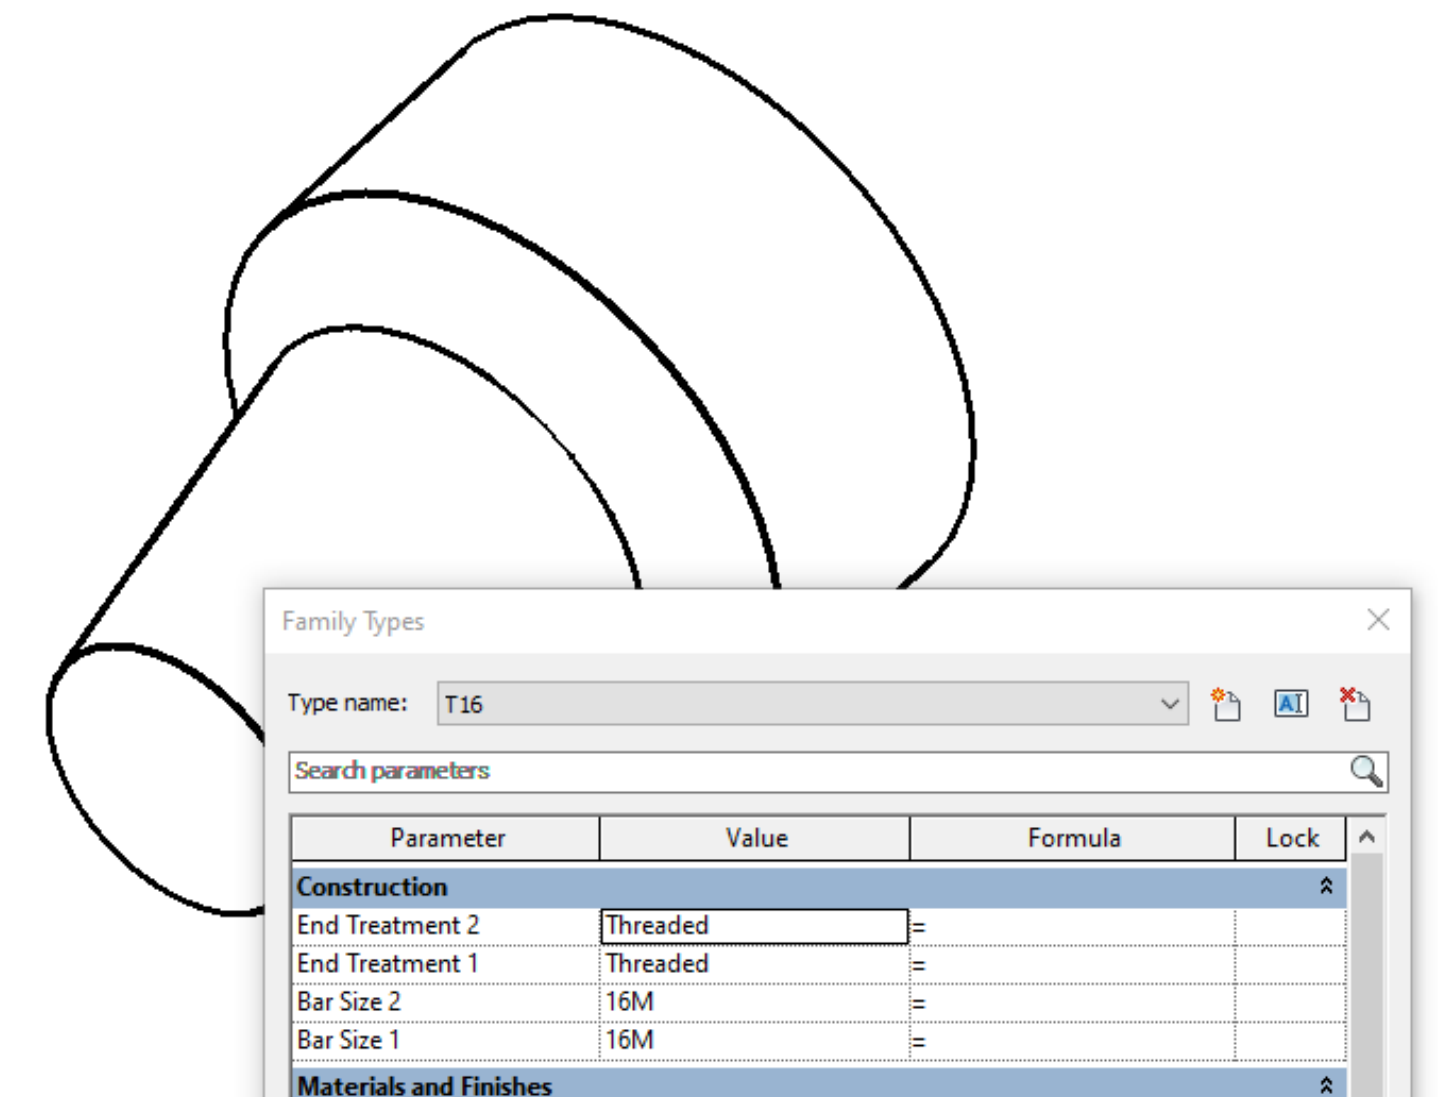 Family Types
Type name: T16
Search parameters
Parameter Value Formula Lock
Construction
End Treatment 2 Threaded =
End Treatment 1 Threaded =
Bar Size 2 16M =
Bar Size 1 16M =
Materials and Finishes